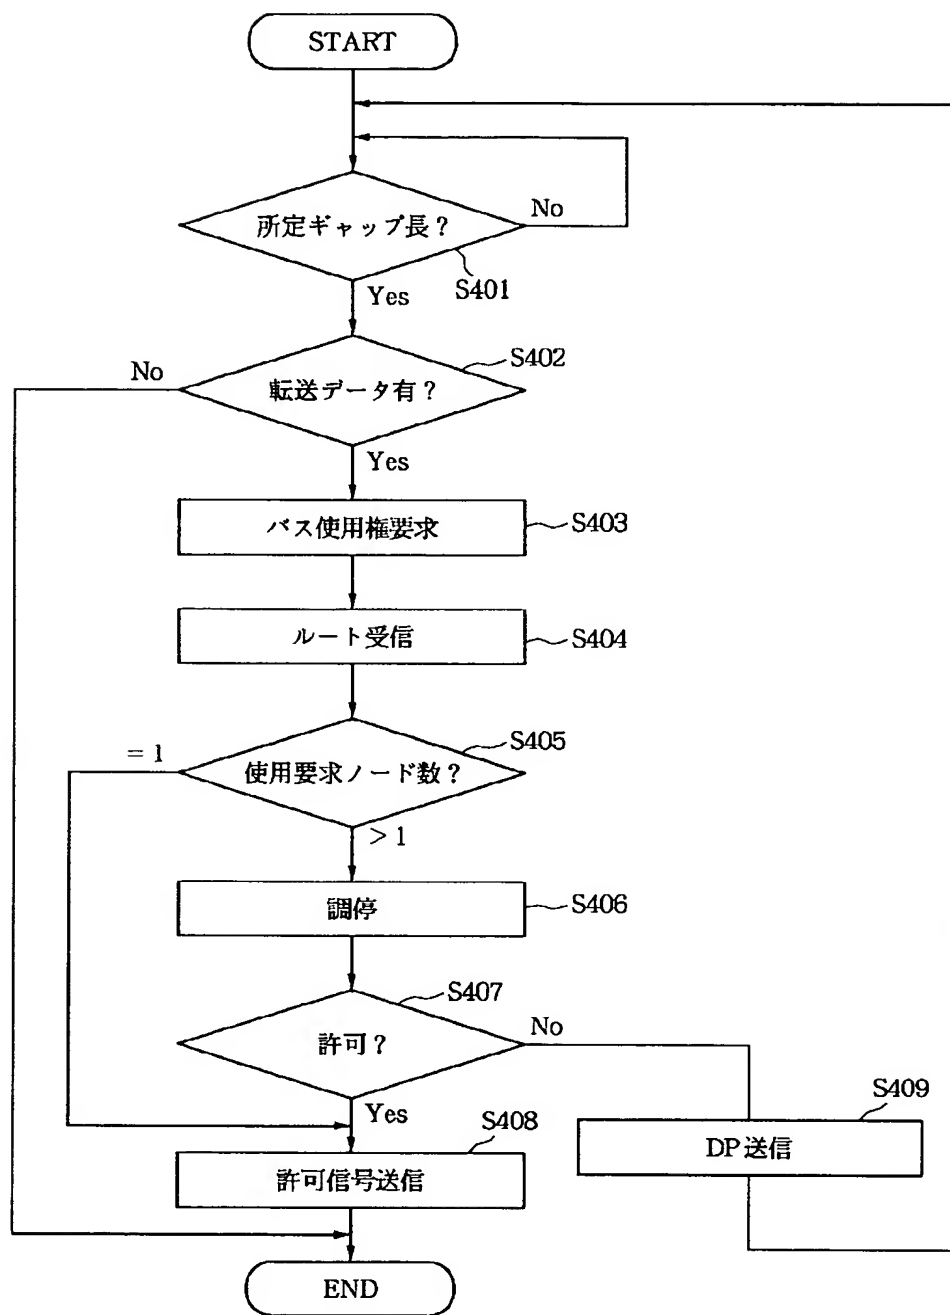 START
所定ギャップ長？
No
S401
Yes
S402
No
転送データ有？
Yes
バス使用権要求
S403
ルート受信
S404
S405
= 1
使用要求ノード数？
> 1
調停
S406
S407
許可？
No
Yes
S408
S409
許可信号送信
DP送信
END